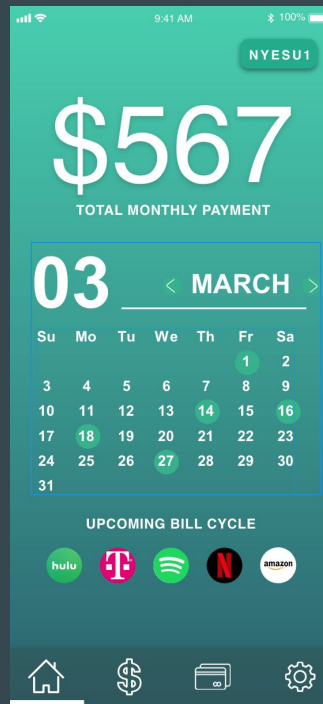 9:41 AM 100%
NYESU1
$567
TOTAL MONTHLY PAYMENT
03 < MARCH >
Su Mo Tu We Th Fr Sa
1 2
3 4 5 6 7 8 9
10 11 12 13 14 15 16
17 18 19 20 21 22 23
24 25 26 27 28 29 30
31
UPCOMING BILL CYCLE
hulu T N amazon
$